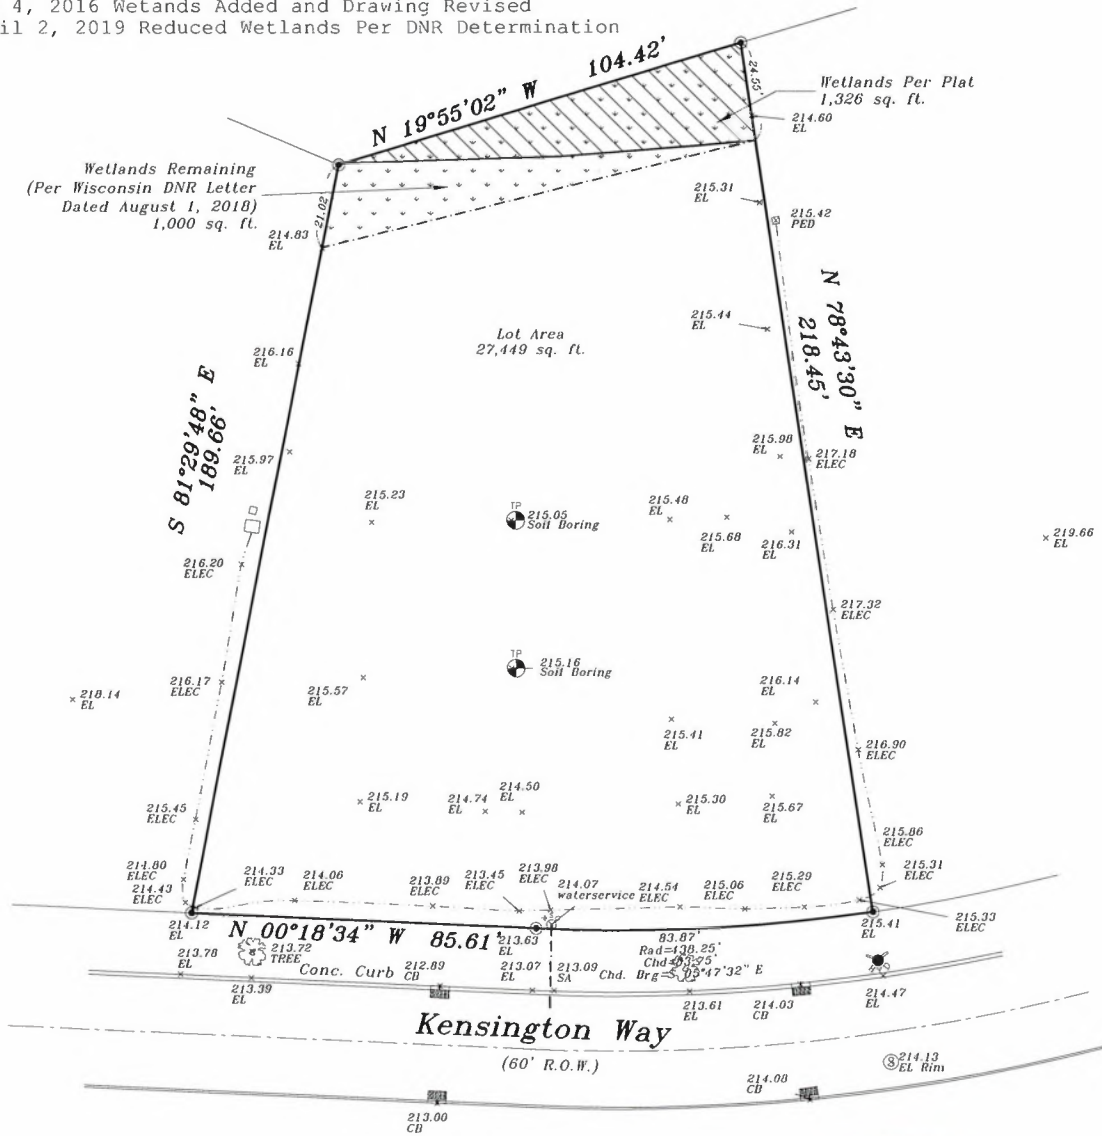 4, 2016 Wetands Added and Drawing Revised
il 2, 2019 Reduced Wetlands Per DNR Determination
N 19°55'02" W 104.42'
24.55'
Wetlands Per Plat
1,326 sq. ft.
214.60
EL
Wetlands Remaining
(Per Wisconsin DNR Letter
Dated August 1, 2018)
1,000 sq. ft.
21.02
214.83
EL
215.31
EL
215.42
PED
N 78°43'30" E
218.45'
215.44
EL
Lot Area
27,449 sq. ft.
216.16
EL
S 81°29'48" E
189.66'
215.97
EL
215.98
EL
217.18
ELEC
215.23
EL
TP
215.05
Soil Boring
215.48
EL
215.68
EL
216.31
EL
219.66
EL
216.20
ELEC
217.32
ELEC
TP
215.16
Soil Boring
218.14
EL
216.17
ELEC
215.57
EL
216.14
EL
215.41
EL
215.82
EL
216.90
ELEC
215.45
ELEC
215.19
EL
214.74
EL
214.50
EL
215.30
EL
215.67
EL
215.86
ELEC
214.80
ELEC
214.43
ELEC
214.33
ELEC
214.06
ELEC
213.89
ELEC
213.45
ELEC
213.98
ELEC
214.07
waterservice
214.54
ELEC
215.06
ELEC
215.29
ELEC
215.31
ELEC
215.33
ELEC
214.12
EL
N 00°18'34" W 85.61'
213.63
EL
83.87'
Rad=438.25'
Chd=83.75'
Chd. Brg=S 05°47'32" E
215.41
EL
213.78
EL
8
213.72
TREE
213.39
EL
Conc. Curb
212.89
CB
213.07
EL
213.09
SA
213.61
EL
214.03
CB
214.47
EL
Kensington Way
(60' R.O.W.)
S
214.13
EL Rim
214.08
CB
213.00
CB